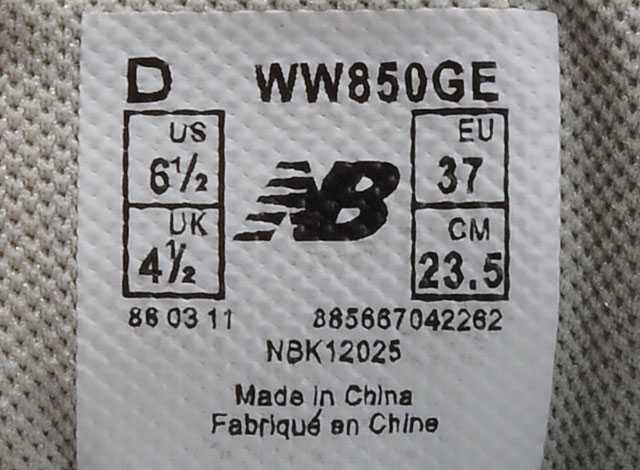 D WW850GE
US EU
6½ 37
UK CM
4½ 23.5
86 03 11 885667042262
NBK12025
Made in China
Fabriqué en Chine